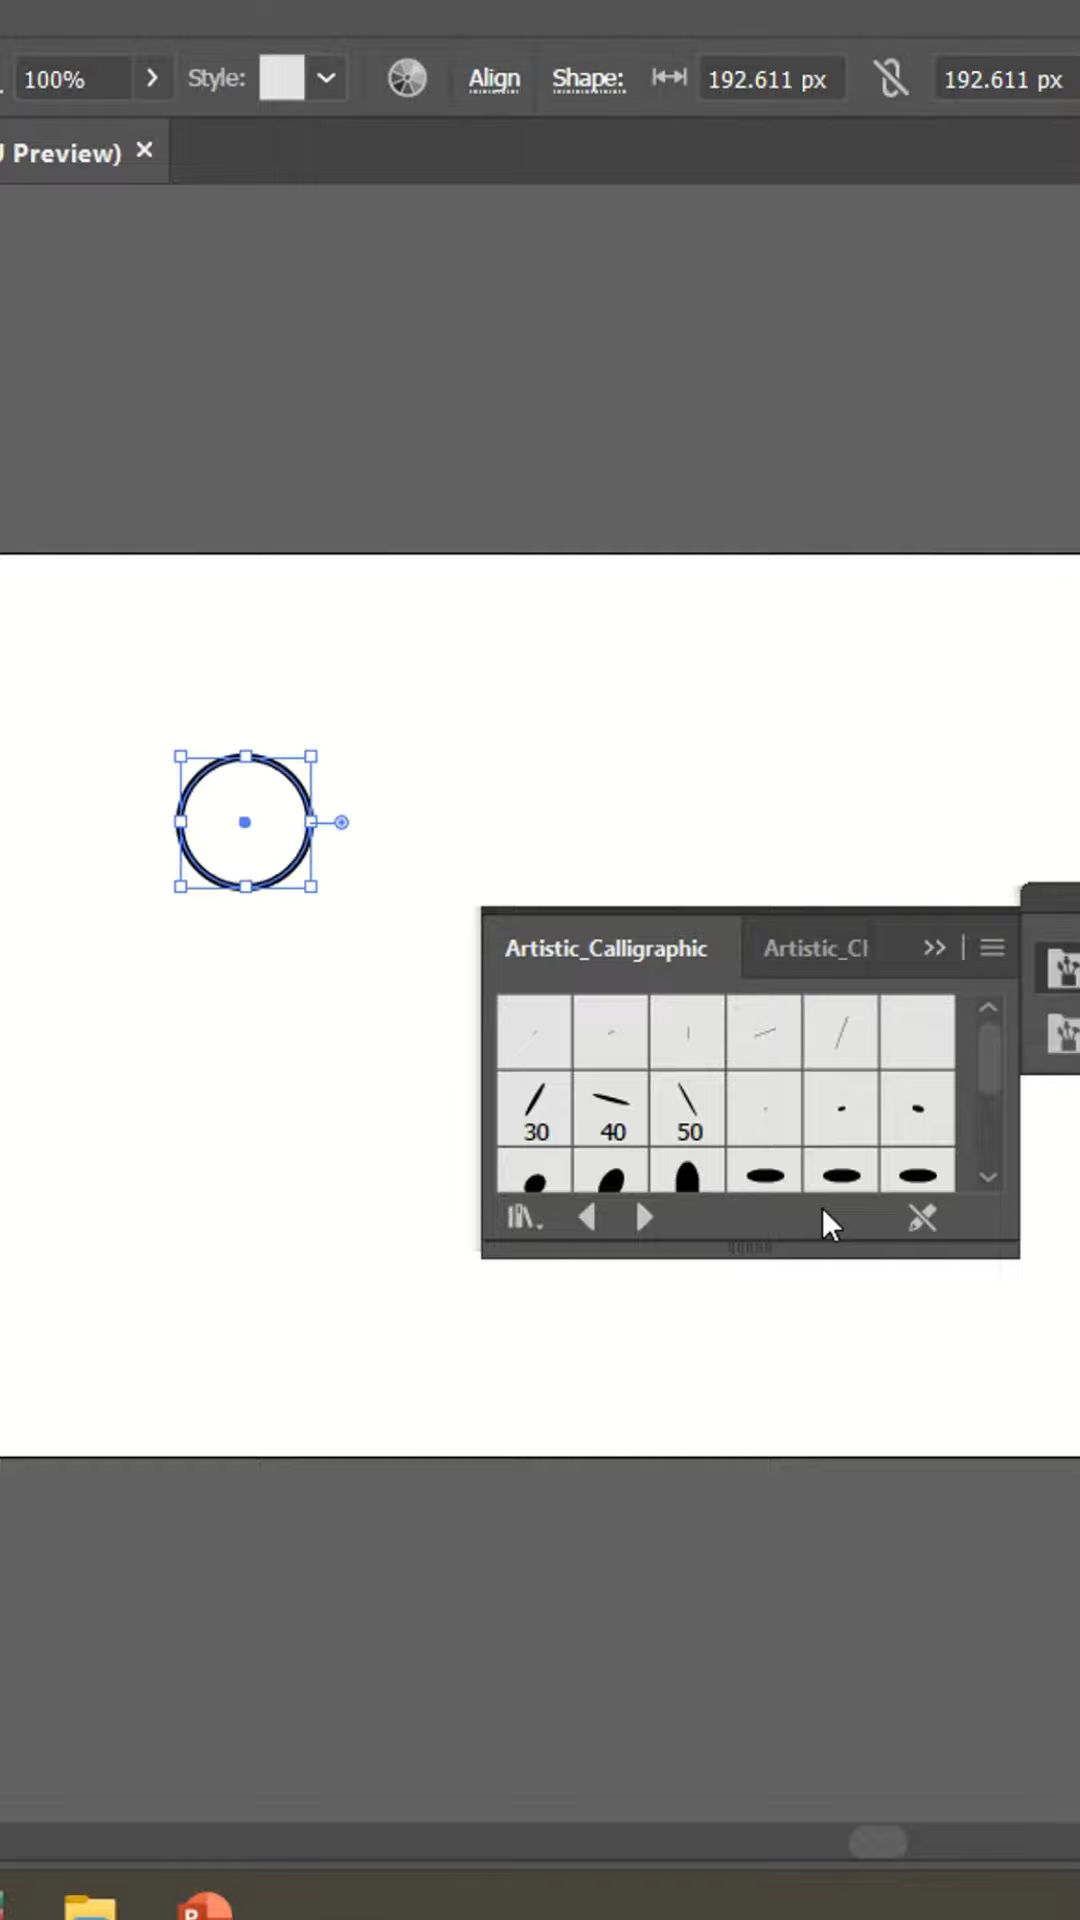 100% Style: Align Shape: 192.611 px 192.611 px
Preview) ×
Artistic_Calligraphic Artistic_Cl
30 40 50
P